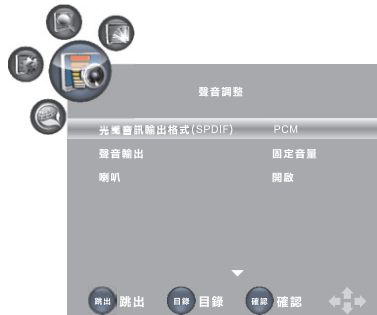 聲音調整
光纖音訊輸出格式(SPDIF) PCM
聲音輸出 固定音量
喇叭 開啟
跳出 跳出 目錄 目錄 確認 確認